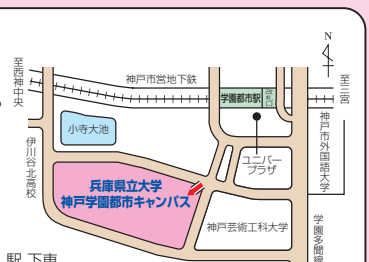 N
至西神中央
神戸市営地下鉄
学園都市駅
改札口
至三宮
小寺大池
伊川谷北高校
ユニバー
プラザ
神戸市外国語大学
兵庫県立大学
神戸学園都市キャンパス
神戸芸術工科大学
学園多聞線
駅下車